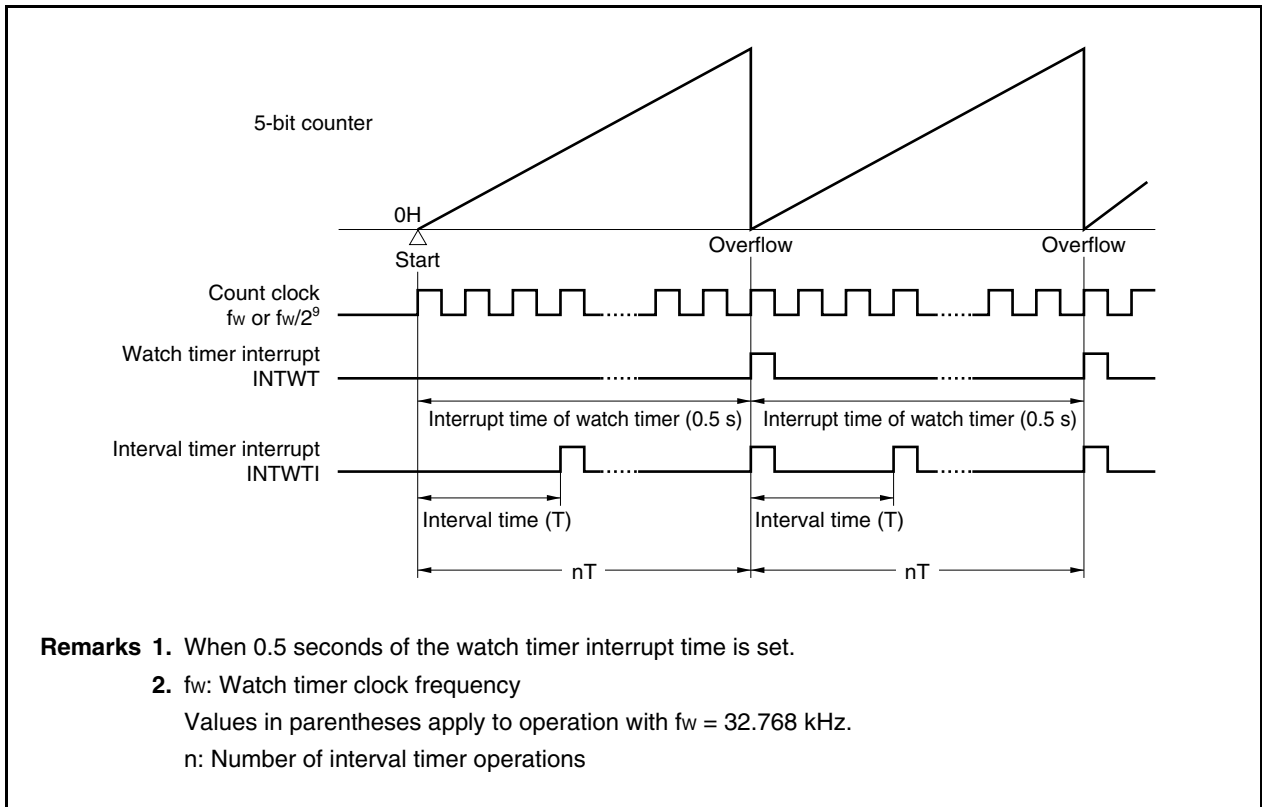 5-bit counter
0H
Start
Overflow
Overflow
Count clock
fw or fw/2⁹
Watch timer interrupt
INTWT
Interrupt time of watch timer (0.5 s)
Interrupt time of watch timer (0.5 s)
Interval timer interrupt
INTWTI
Interval time (T)
Interval time (T)
nT
nT
Remarks 1. When 0.5 seconds of the watch timer interrupt time is set.
2. fw: Watch timer clock frequency
Values in parentheses apply to operation with fw = 32.768 kHz.
n: Number of interval timer operations